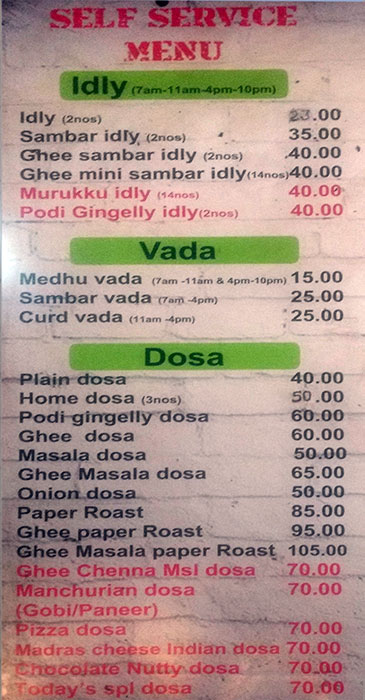 SELF SERVICE
MENU
Idly (7am-11am-4pm-10pm)
Idly (2nos) 23.00
Sambar idly (2nos) 35.00
Ghee sambar idly (2nos) 40.00
Ghee mini sambar idly(14nos) 40.00
Murukku idly (14nos) 40.00
Podi Gingelly idly(2nos) 40.00
Vada
Medhu vada (7am -11am & 4pm-10pm) 15.00
Sambar vada (7am -4pm) 25.00
Curd vada (11am -4pm) 25.00
Dosa
Plain dosa 40.00
Home dosa (3nos) 50.00
Podi gingelly dosa 60.00
Ghee dosa 60.00
Masala dosa 50.00
Ghee Masala dosa 65.00
Onion dosa 50.00
Paper Roast 85.00
Ghee paper Roast 95.00
Ghee Masala paper Roast 105.00
Ghee Chenna Msl dosa 70.00
Manchurian dosa 70.00
(Gobi/Paneer)
Pizza dosa 70.00
Madras cheese Indian dosa 70.00
Chocolate Nutty dosa 70.00
Today's spl dosa 70.00